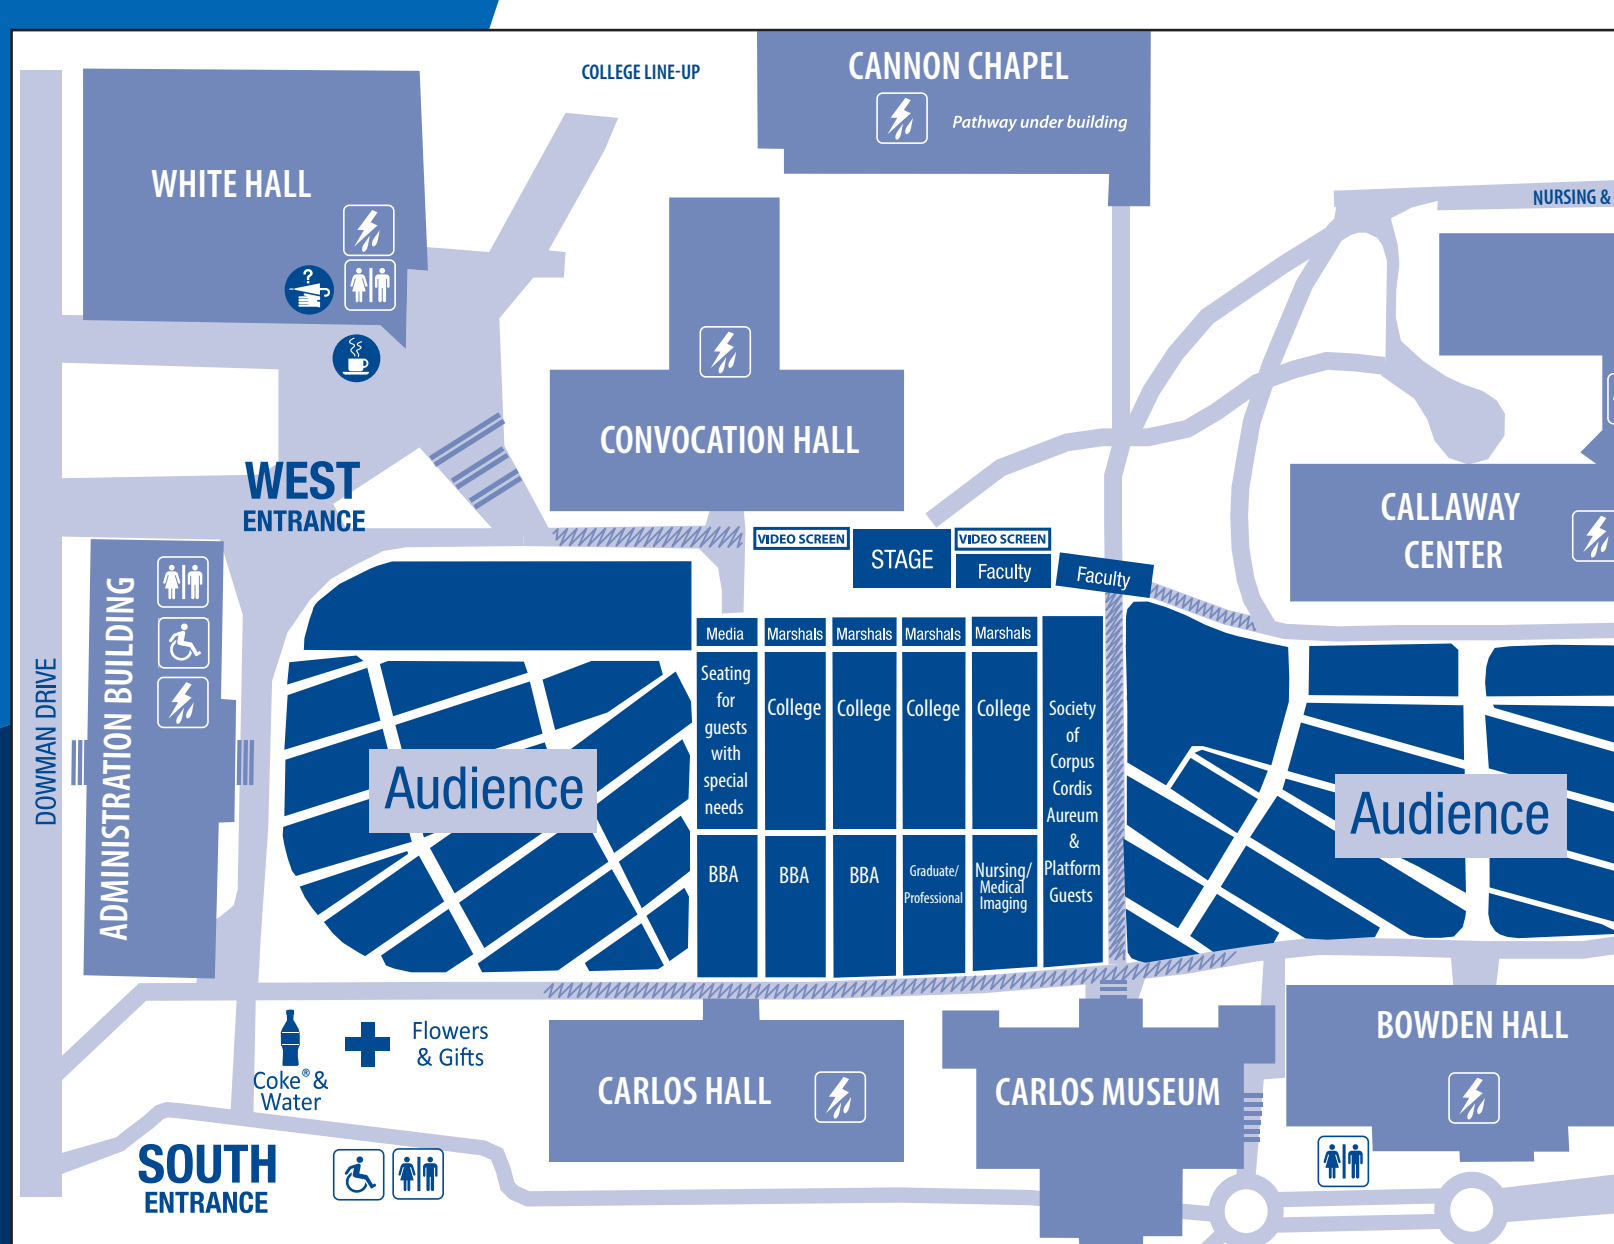 COLLEGE LINE-UP
CANNON CHAPEL
Pathway under building
WHITE HALL
?
NURSING &
CONVOCATION HALL
WEST
ENTRANCE
CALLAWAY
CENTER
VIDEO SCREEN
STAGE
VIDEO SCREEN
Faculty
Faculty
ADMINISTRATION BUILDING
DOWMAN DRIVE
Media
Marshals
Marshals
Marshals
Marshals
Seating
for
guests
with
special
needs
College
College
College
College
Society
of
Corpus
Cordis
Aureum
&
Platform
Guests
Audience
Audience
BBA
BBA
BBA
Graduate/
Professional
Nursing/
Medical
Imaging
Coke® &
Water
Flowers
& Gifts
CARLOS HALL
CARLOS MUSEUM
BOWDEN HALL
SOUTH
ENTRANCE